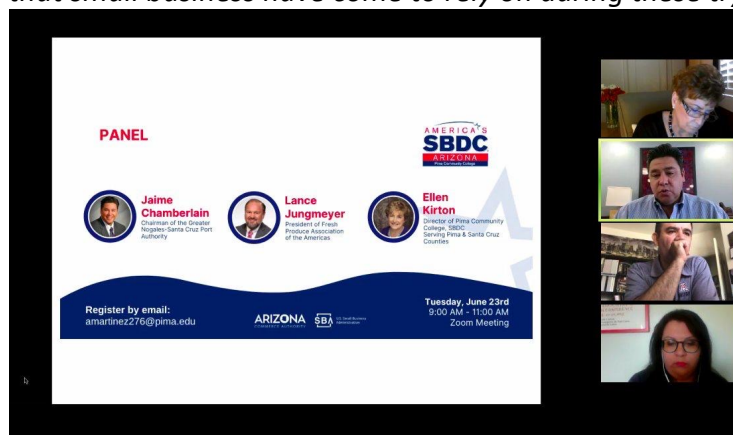 that small business have come to rely on during these try
PANEL
AMERICA'S
SBDC
ARIZONA
Pima Community College
Jaime
Chamberlain
Chairman of the Greater
Nogales-Santa Cruz Port
Authority
Lance
Jungmeyer
President of Fresh
Produce Association
of the Americas
Ellen
Kirton
Director of Pima Community
College, SBDC
Serving Pima & Santa Cruz
Counties
Register by email:
amartinez276@pima.edu
ARIZONA
COMMERCE AUTHORITY
SBA
U.S. Small Business
Administration
Tuesday, June 23rd
9:00 AM - 11:00 AM
Zoom Meeting